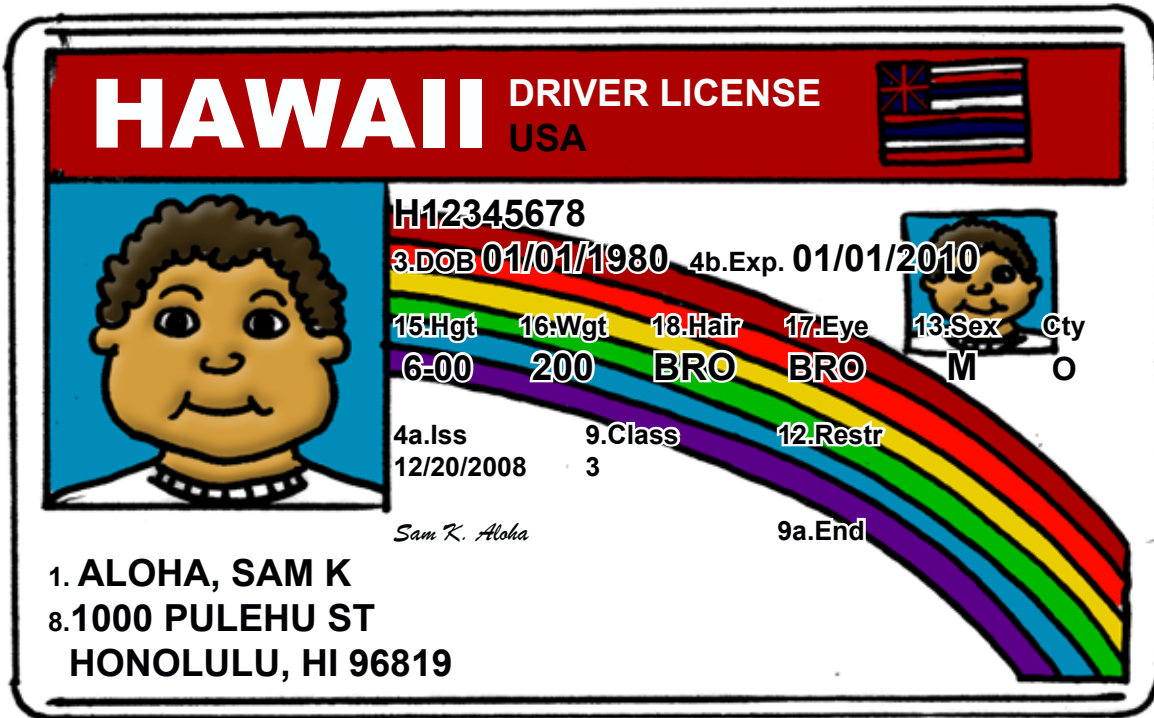 HAWAII DRIVER LICENSE
USA
H12345678
3.DOB 01/01/1980 4b.Exp. 01/01/2010
15.Hgt 16.Wgt 18.Hair 17.Eye 13.Sex Cty
6-00 200 BRO BRO M O
4a.Iss 9.Class 12.Restr
12/20/2008 3
Sam K. Aloha 9a.End
1. ALOHA, SAM K
8.1000 PULEHU ST
HONOLULU, HI 96819